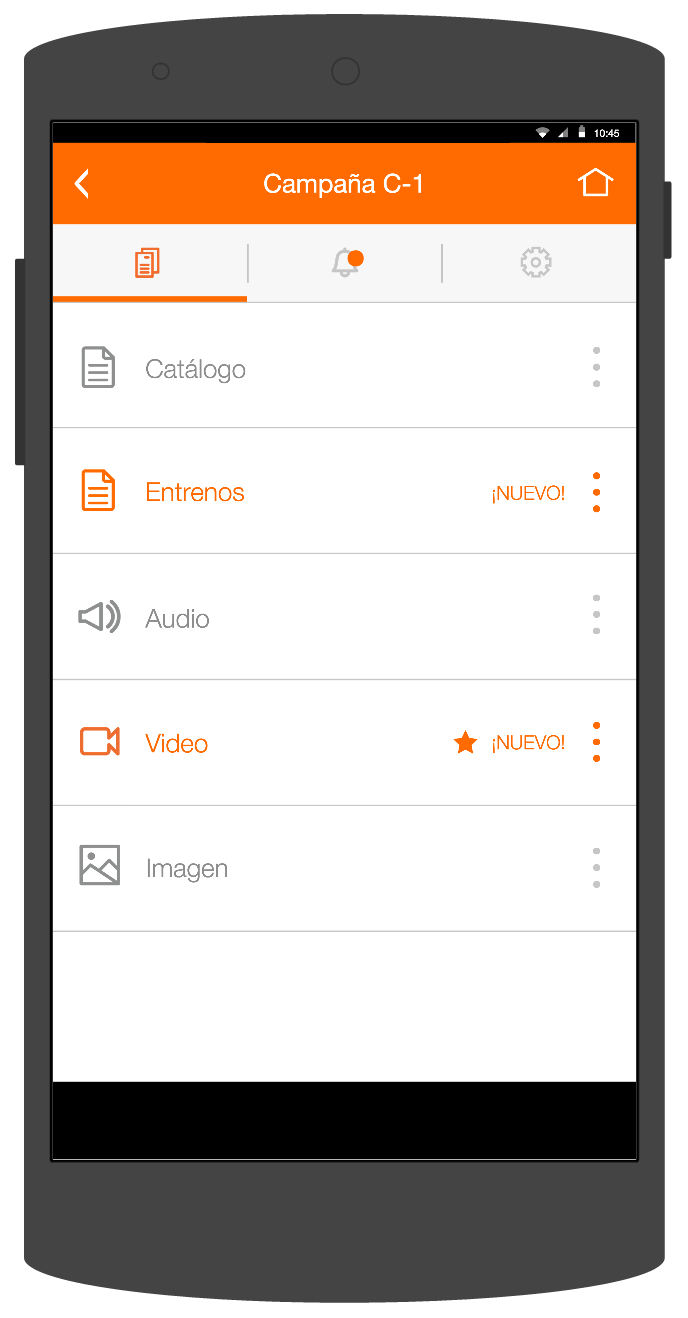 10:45
Campaña C-1
Catálogo
Entrenos ¡NUEVO!
Audio
Video ¡NUEVO!
Imagen